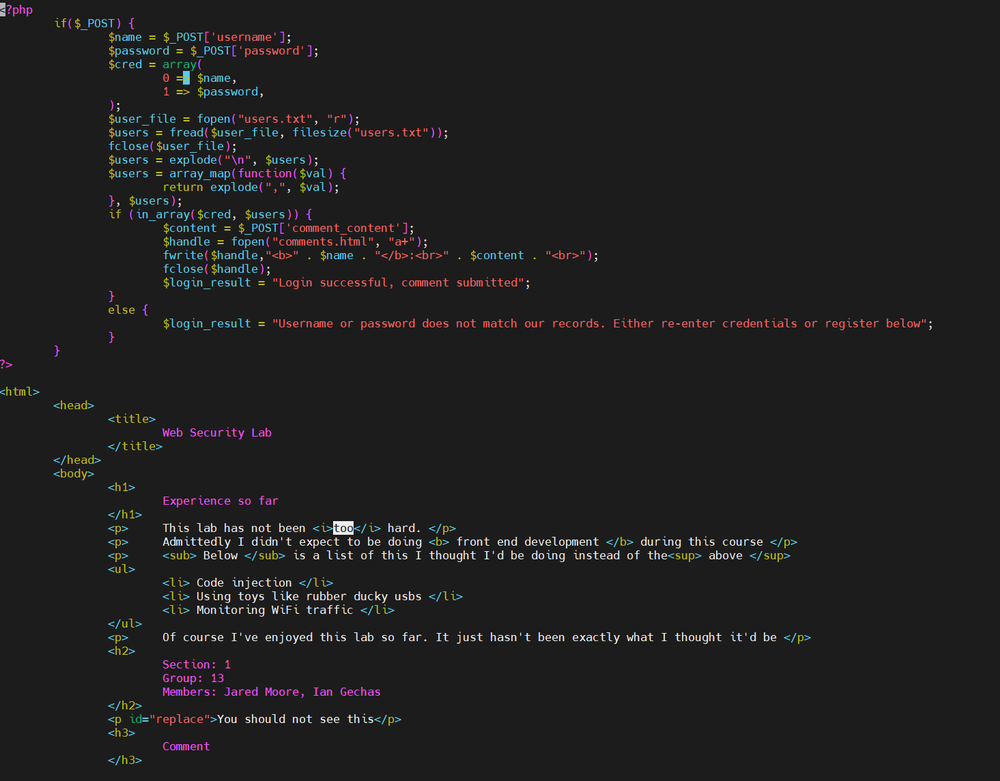 <?php
if($_POST) {
$name = $_POST['username'];
$password = $_POST['password'];
$cred = array(
0 => $name,
1 => $password,
);
$user_file = fopen("users.txt", "r");
$users = fread($user_file, filesize("users.txt"));
fclose($user_file);
$users = explode("\n", $users);
$users = array_map(function($val) {
return explode(",", $val);
}, $users);
if (in_array($cred, $users)) {
$content = $_POST['comment_content'];
$handle = fopen("comments.html", "a+");
fwrite($handle,"<b>" . $name . "</b>:<br>" . $content . "<br>");
fclose($handle);
$login_result = "Login successful, comment submitted";
}
else {
$login_result = "Username or password does not match our records. Either re-enter credentials or register below";
}
}
?>
<html>
<head>
<title>
Web Security Lab
</title>
</head>
<body>
<h1>
Experience so far
</h1>
<p> This lab has not been <i>too</i> hard. </p>
<p> Admittedly I didn't expect to be doing <b> front end development </b> during this course </p>
<p> <sub> Below </sub> is a list of this I thought I'd be doing instead of the<sup> above </sup>
<ul>
<li> Code injection </li>
<li> Using toys like rubber ducky usbs </li>
<li> Monitoring WiFi traffic </li>
</ul>
<p> Of course I've enjoyed this lab so far. It just hasn't been exactly what I thought it'd be </p>
<h2>
Section: 1
Group: 13
Members: Jared Moore, Ian Gechas
</h2>
<p id="replace">You should not see this</p>
<h3>
Comment
</h3>